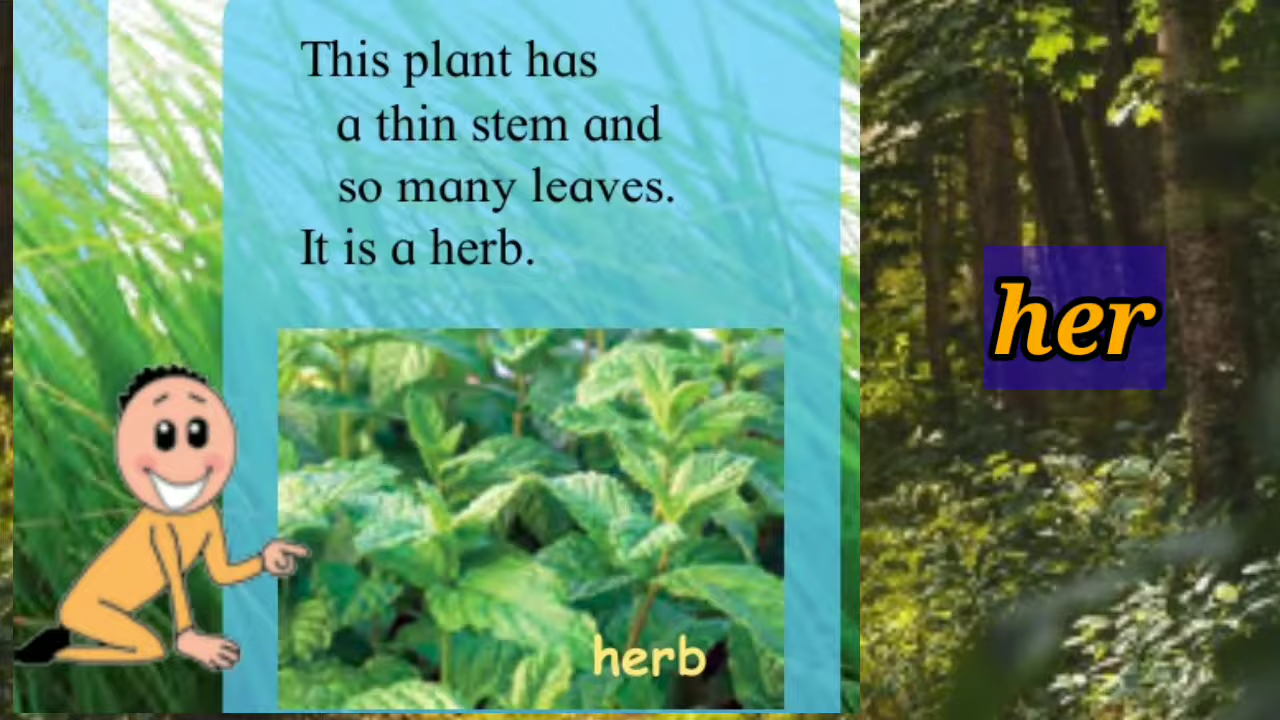 This plant has
a thin stem and
so many leaves.
It is a herb.
herb
her